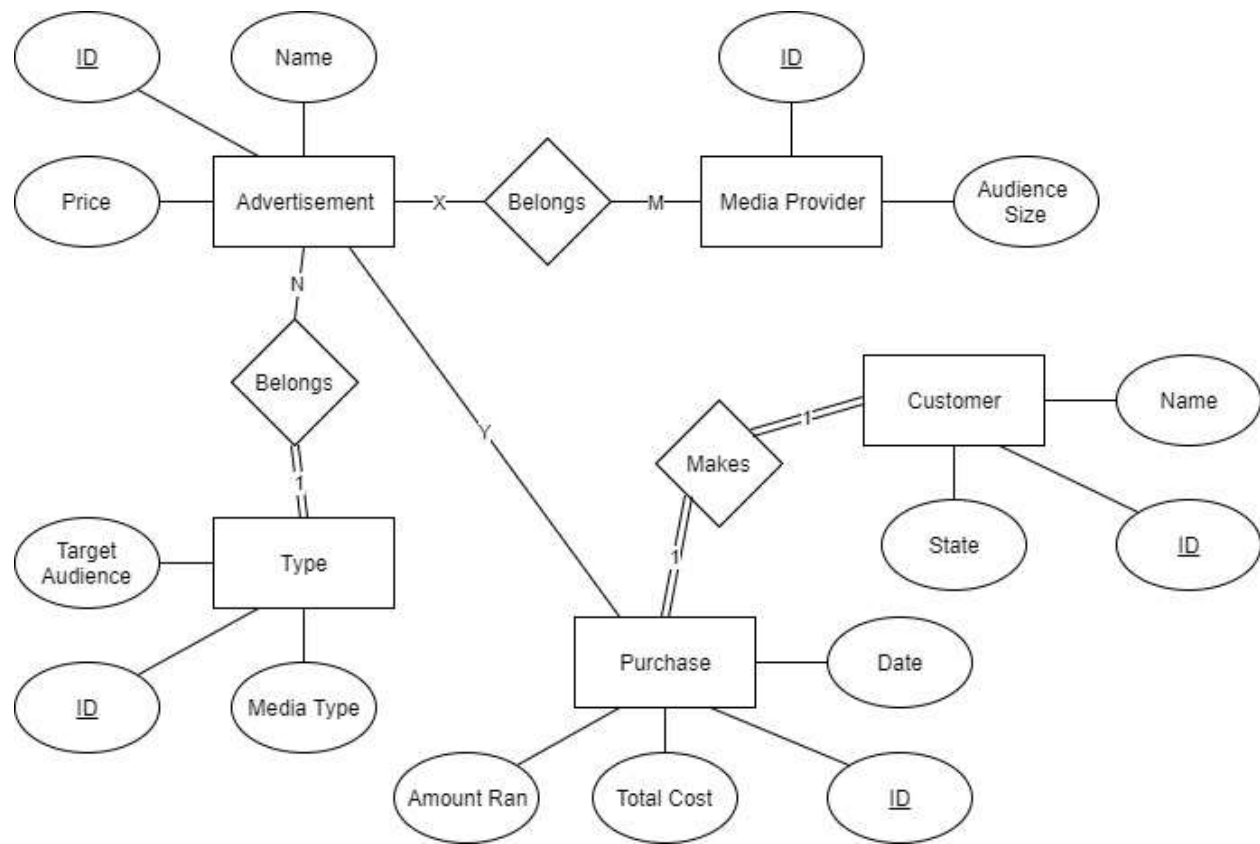 ID
Name
ID
Price
Advertisement
X
Belongs
M
Media Provider
Audience
Size
N
Belongs
1
Y
Customer
Name
1
Makes
Target
Audience
Type
1
State
ID
Purchase
Date
ID
Media Type
Amount Ran
Total Cost
ID